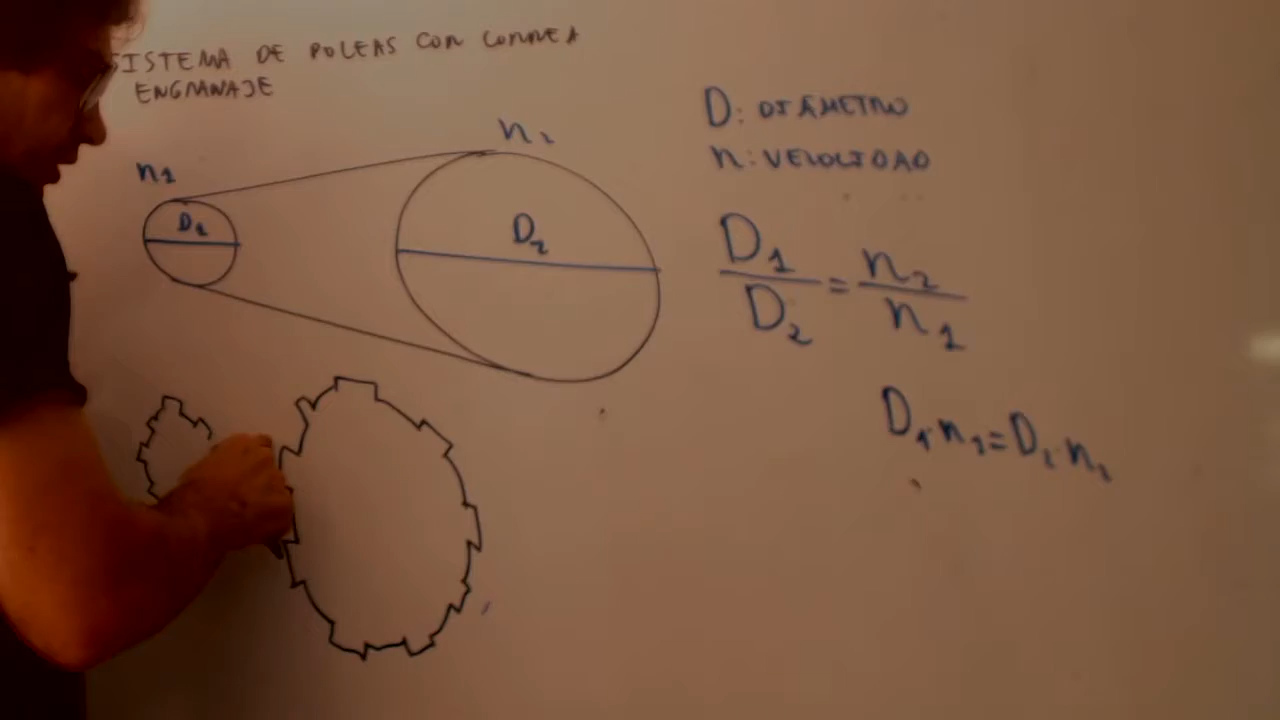 SISTEMA DE POLEAS CON CORREA
ENGRANAJE
n1
n2
D1
D2
D: DIÁMETRO
n: VELOCIDAD
D1/D2 = n2/n1
D1·n1=D2·n2